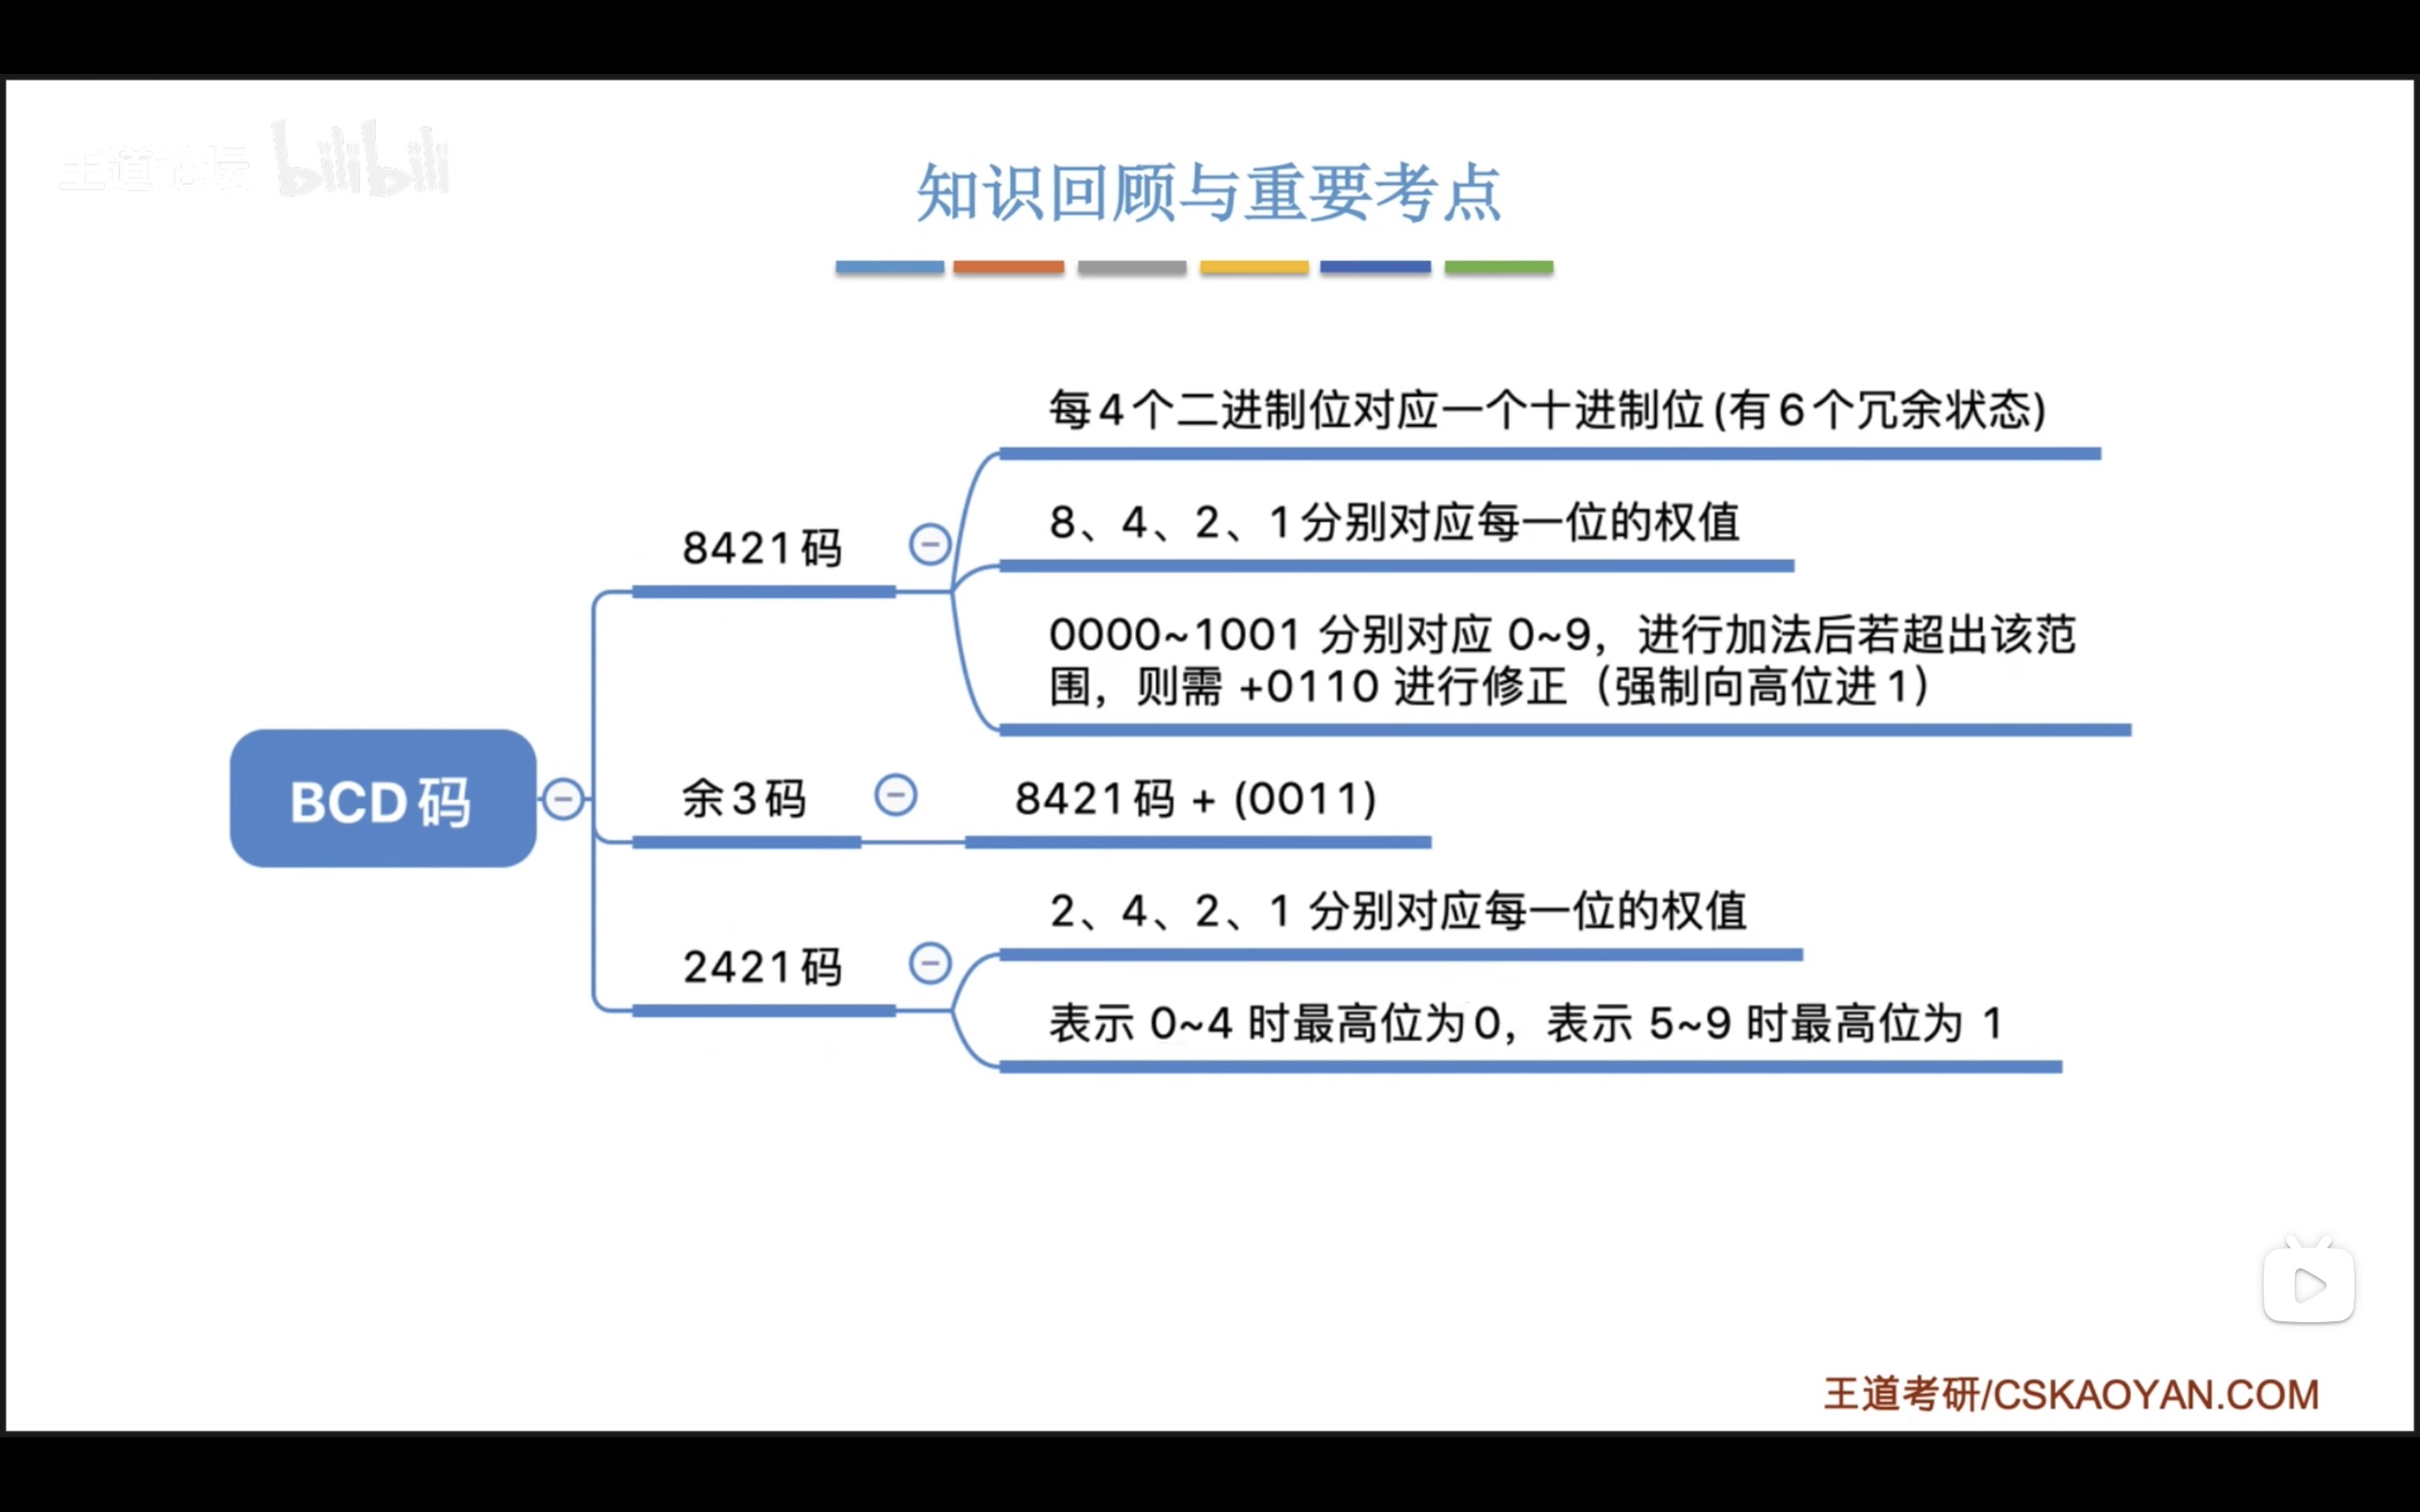 王道论坛 bilibili
知识回顾与重要考点
每4个二进制位对应一个十进制位(有6个冗余状态)
8、4、2、1分别对应每一位的权值
8421码
0000~1001 分别对应 0~9，进行加法后若超出该范
围，则需 +0110 进行修正（强制向高位进1）
BCD码
余3码
8421码 + (0011)
2、4、2、1 分别对应每一位的权值
2421码
表示 0~4 时最高位为0，表示 5~9 时最高位为 1
王道考研/CSKAOYAN.COM